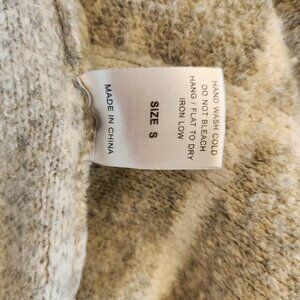 HAND WASH COLD
DO NOT BLEACH
HANG / FLAT TO DRY
IRON LOW
SIZE S
MADE IN CHINA